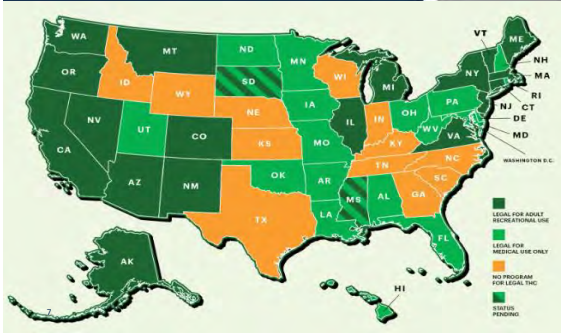 WA
MT
ND
MN
VT
ME
OR
ID
WY
SD
WI
MI
NY
NH
MA
RI
CT
NV
UT
CO
NE
IA
IL
IN
OH
PA
NJ
DE
MD
WASHINGTON D.C.
CA
AZ
NM
KS
MO
KY
WV
VA
OK
AR
TN
NC
SC
TX
LA
MS
AL
GA
FL
AK
HI
7
LEGAL FOR ADULT
RECREATIONAL USE
LEGAL FOR
MEDICAL USE ONLY
NO PROGRAM
FOR LEGAL THC
STATUS
PENDING